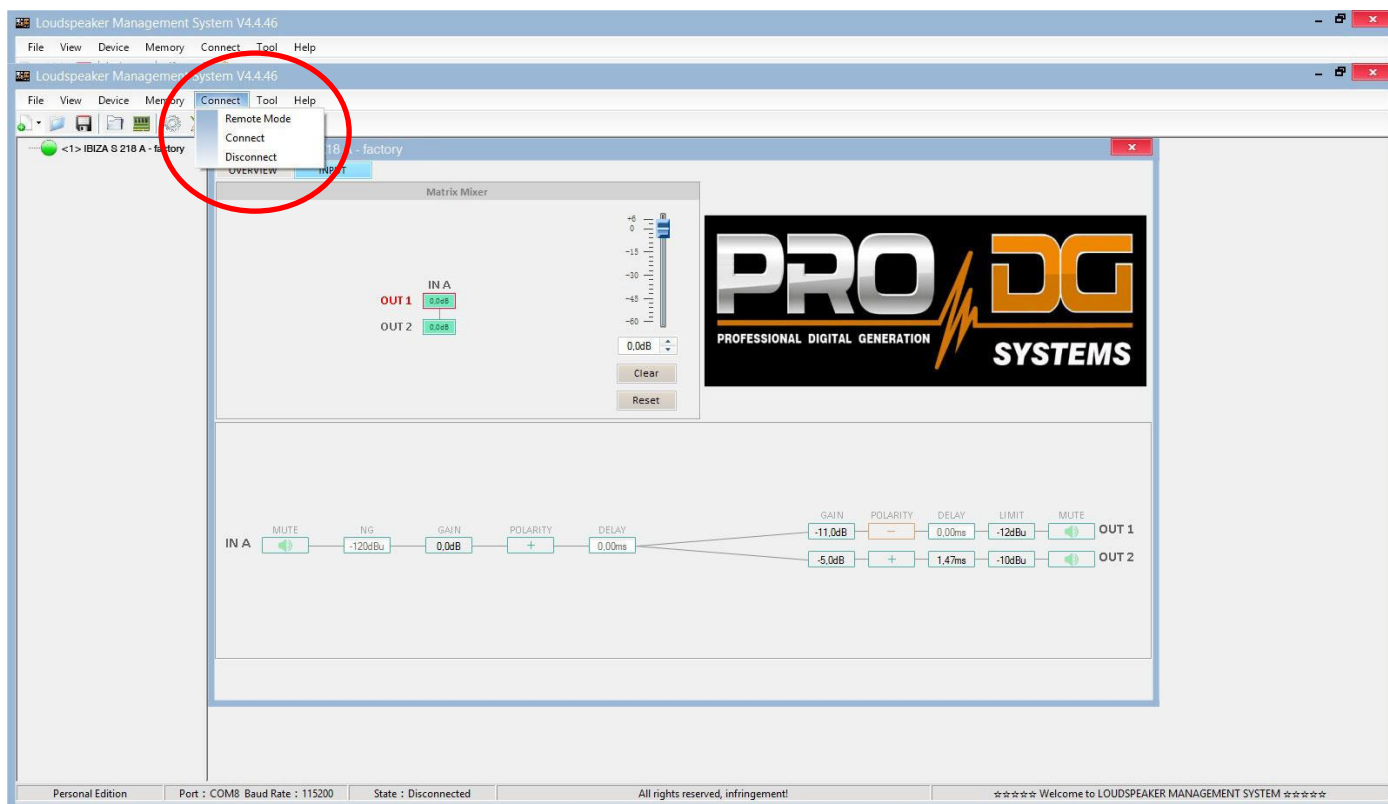 Loudspeaker Management System V4.4.46
File View Device Memory Connect Tool Help
Loudspeaker Management System V4.4.46
File View Device Memory Connect Tool Help
Remote Mode
Connect
Disconnect
<1> IBIZA S 218 A - factory
18 A - factory
OVERVIEW INPUT
Matrix Mixer
+6
0
-15
-30
-45
-60
IN A
OUT 1 0,0dB
OUT 2 0,0dB
0,0dB
Clear
Reset
PRO DG
PROFESSIONAL DIGITAL GENERATION
SYSTEMS
GAIN POLARITY DELAY LIMIT MUTE
-11,0dB - 0,00ms -12dBu OUT 1
MUTE NG GAIN POLARITY DELAY
IN A -120dBu 0,0dB + 0,00ms
-5,0dB + 1,47ms -10dBu OUT 2
Personal Edition Port : COM8 Baud Rate : 115200 State : Disconnected All rights reserved, infringement! ☆☆☆☆☆ Welcome to LOUDSPEAKER MANAGEMENT SYSTEM ☆☆☆☆☆